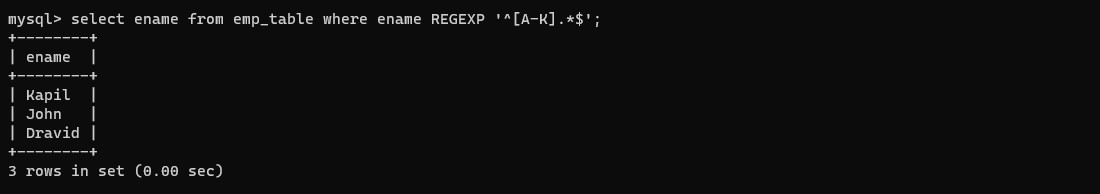 mysql> select ename from emp_table where ename REGEXP '^[A-K].*$';
+--------+
| ename  |
+--------+
| Kapil  |
| John   |
| Dravid |
+--------+
3 rows in set (0.00 sec)